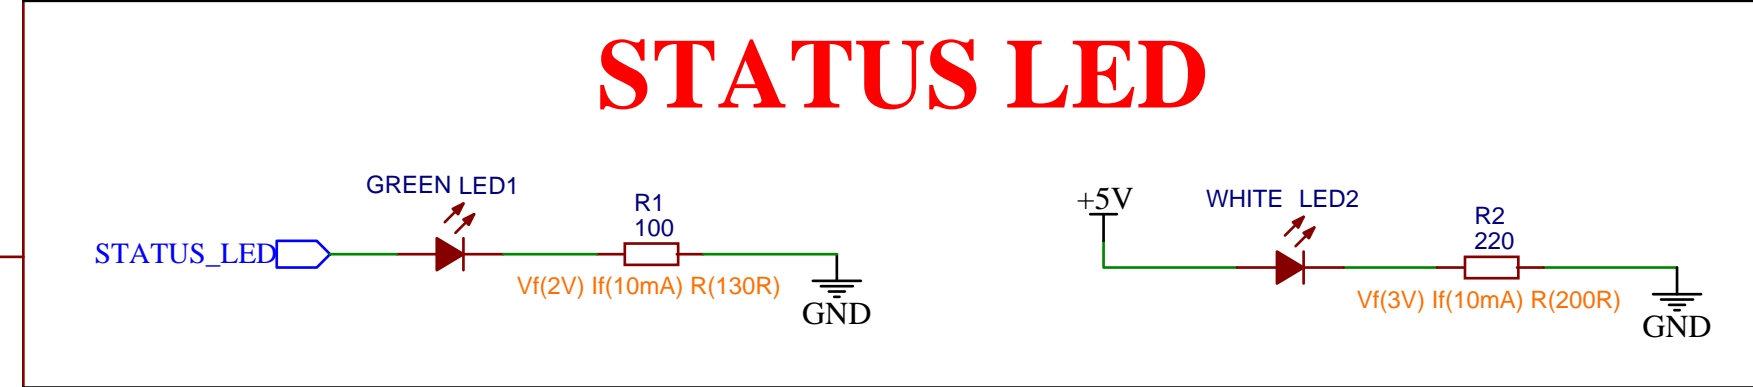 STATUS LED
GREEN LED1
R1
100
STATUS_LED
Vf(2V) If(10mA) R(130R)
GND
+5V
WHITE LED2
R2
220
Vf(3V) If(10mA) R(200R)
GND